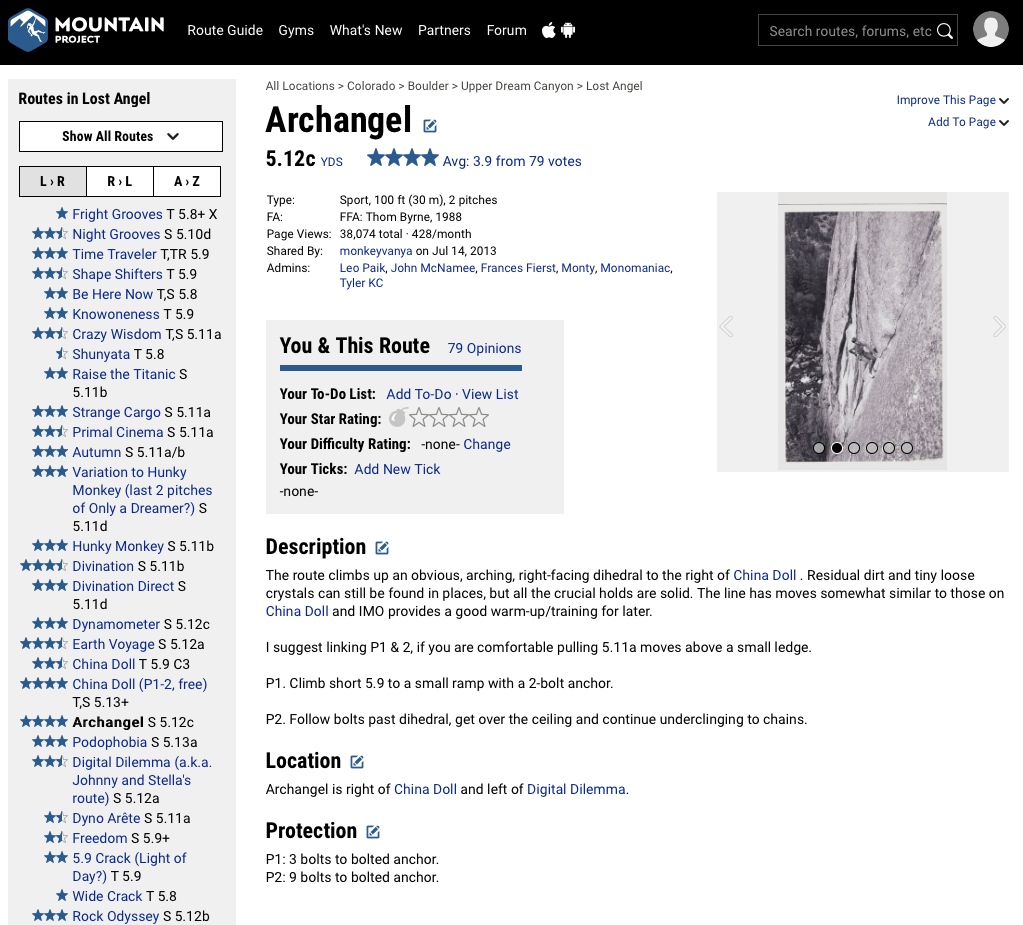 MOUNTAIN
PROJECT
Route Guide Gyms What's New Partners Forum
Search routes, forums, etc
Routes in Lost Angel
Show All Routes
L › R R › L A › Z
Fright Grooves T 5.8+ X
Night Grooves S 5.10d
Time Traveler T,TR 5.9
Shape Shifters T 5.9
Be Here Now T,S 5.8
Knowoneness T 5.9
Crazy Wisdom T,S 5.11a
Shunyata T 5.8
Raise the Titanic S
5.11b
Strange Cargo S 5.11a
Primal Cinema S 5.11a
Autumn S 5.11a/b
Variation to Hunky
Monkey (last 2 pitches
of Only a Dreamer?) S
5.11d
Hunky Monkey S 5.11b
Divination S 5.11b
Divination Direct S
5.11d
Dynamometer S 5.12c
Earth Voyage S 5.12a
China Doll T 5.9 C3
China Doll (P1-2, free)
T,S 5.13+
Archangel S 5.12c
Podophobia S 5.13a
Digital Dilemma (a.k.a.
Johnny and Stella's
route) S 5.12a
Dyno Arête S 5.11a
Freedom S 5.9+
5.9 Crack (Light of
Day?) T 5.9
Wide Crack T 5.8
Rock Odyssey S 5.12b
All Locations > Colorado > Boulder > Upper Dream Canyon > Lost Angel
Improve This Page
Add To Page
Archangel
5.12c YDS Avg: 3.9 from 79 votes
Type: Sport, 100 ft (30 m), 2 pitches
FA: FFA: Thom Byrne, 1988
Page Views: 38,074 total · 428/month
Shared By: monkeyvanya on Jul 14, 2013
Admins: Leo Paik, John McNamee, Frances Fierst, Monty, Monomaniac,
Tyler KC
You & This Route 79 Opinions
Your To-Do List: Add To-Do · View List
Your Star Rating:
Your Difficulty Rating: -none- Change
Your Ticks: Add New Tick
-none-
Description
The route climbs up an obvious, arching, right-facing dihedral to the right of China Doll . Residual dirt and tiny loose
crystals can still be found in places, but all the crucial holds are solid. The line has moves somewhat similar to those on
China Doll and IMO provides a good warm-up/training for later.
I suggest linking P1 & 2, if you are comfortable pulling 5.11a moves above a small ledge.
P1. Climb short 5.9 to a small ramp with a 2-bolt anchor.
P2. Follow bolts past dihedral, get over the ceiling and continue underclinging to chains.
Location
Archangel is right of China Doll and left of Digital Dilemma.
Protection
P1: 3 bolts to bolted anchor.
P2: 9 bolts to bolted anchor.